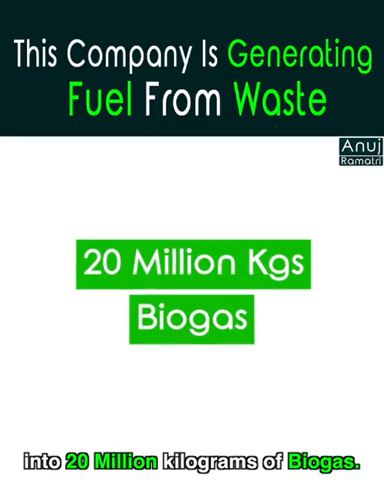 This Company Is Generating
Fuel From Waste
Anuj
Ramatri
20 Million Kgs
Biogas
into 20 Million kilograms of Biogas.